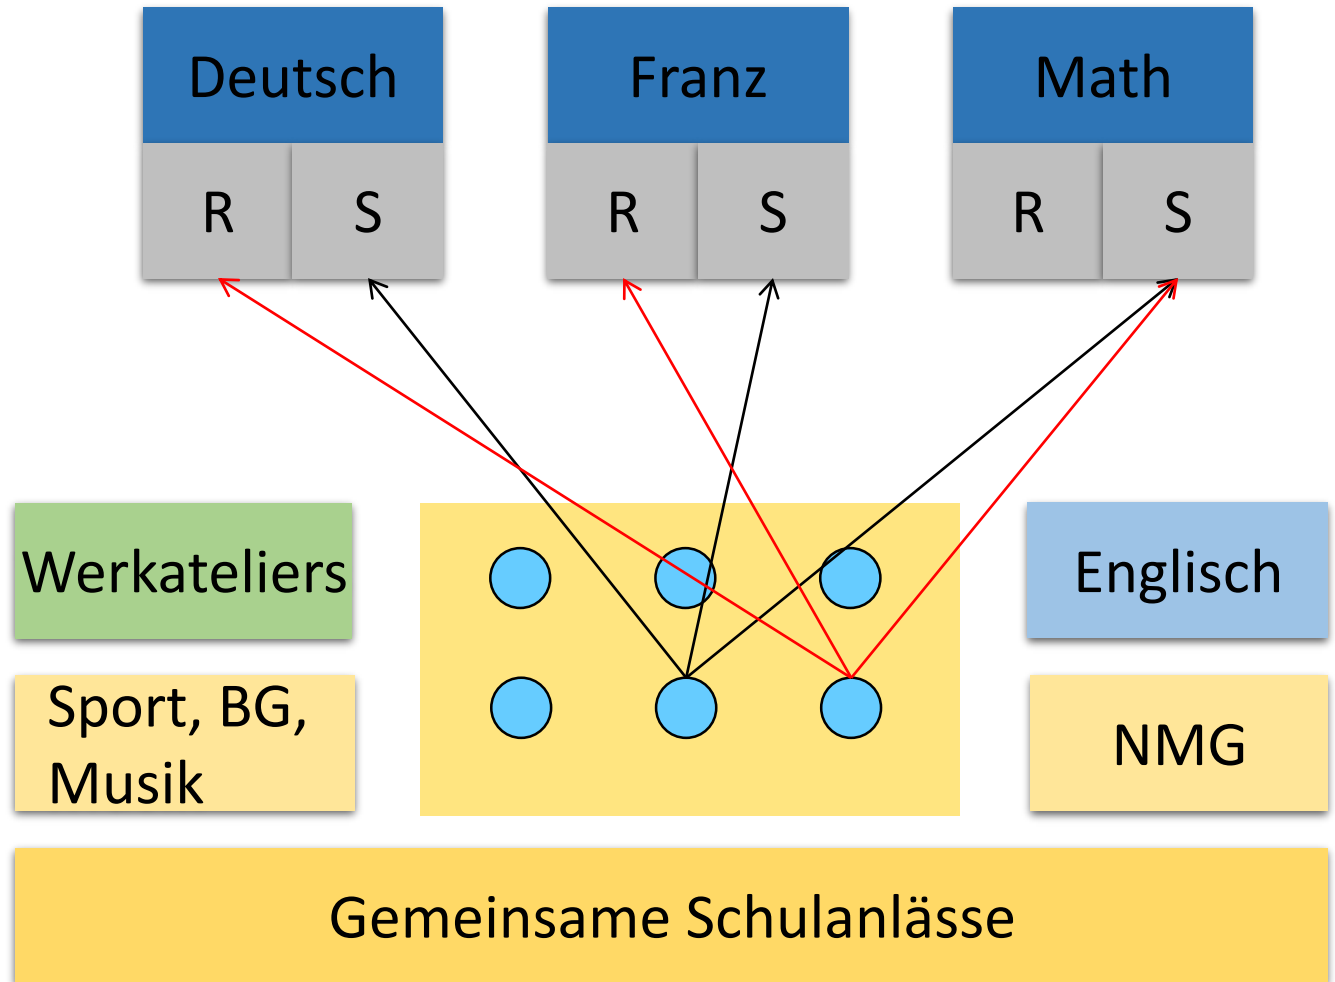 Deutsch
Franz
Math
R
S
R
S
R
S
Werkateliers
Englisch
Sport, BG,
Musik
NMG
Gemeinsame Schulanlässe